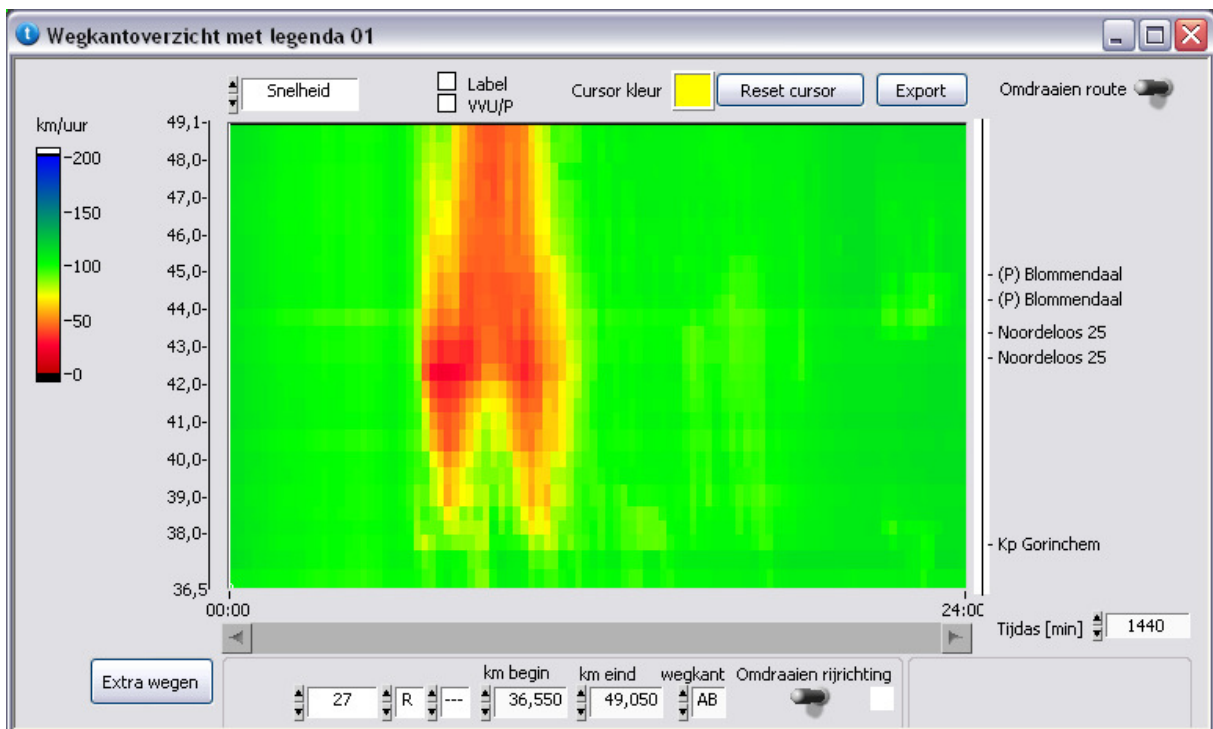 Wegkantoverzicht met legenda 01
Snelheid
Label
VVU/P
Cursor kleur
Reset cursor
Export
Omdraaien route
km/uur
200
150
100
50
0
49,1
48,0
47,0
46,0
45,0
44,0
43,0
42,0
41,0
40,0
39,0
38,0
36,5
(P) Blommendaal
(P) Blommendaal
Noordeloos 25
Noordeloos 25
Kp Gorinchem
00:00
24:00
Tijdas [min] 1440
Extra wegen
km begin
km eind
wegkant
Omdraaien rijrichting
27
R
---
36,550
49,050
AB